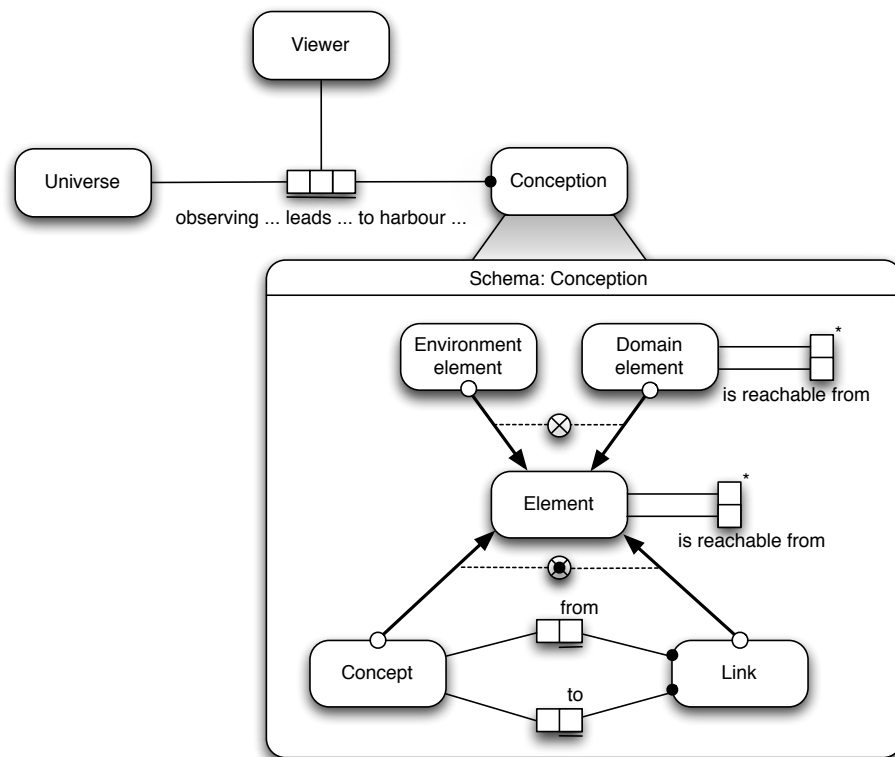 Viewer
Universe
Conception
observing ... leads ... to harbour ...
Schema: Conception
Environment
element
Domain
element
*
is reachable from
Element
*
is reachable from
from
Concept
Link
to